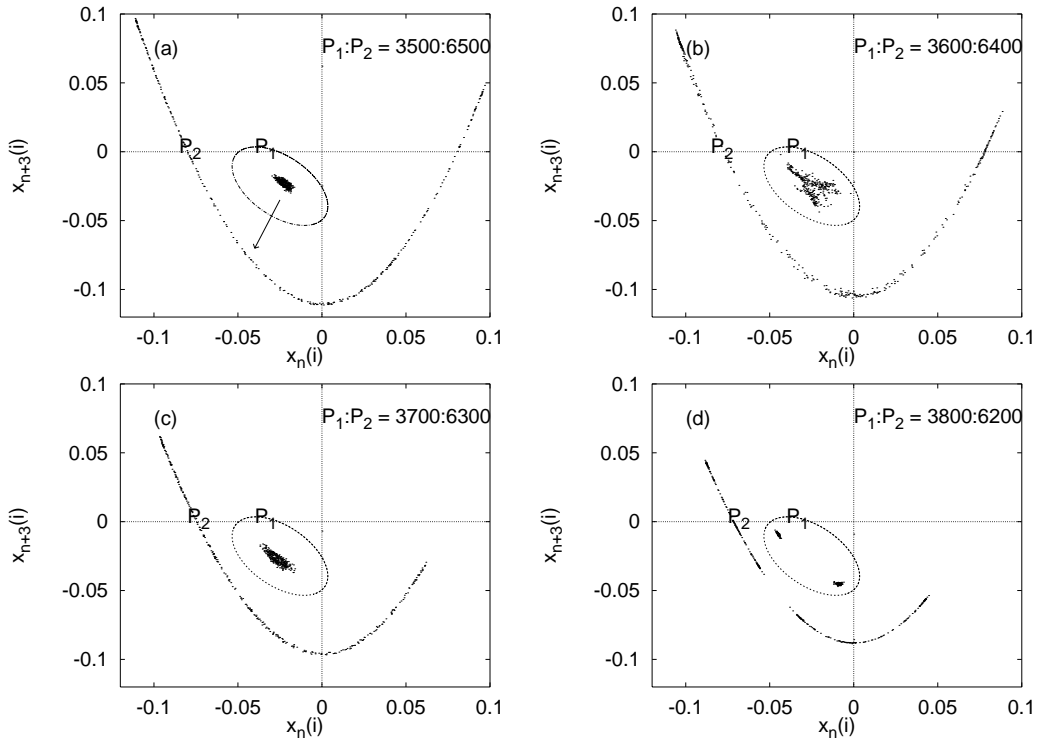 0.1
(a)
P1:P2 = 3500:6500
0.05
P2
P1
0
-0.05
-0.1
xn+3(i)
-0.1
-0.05
0
0.05
0.1
xn(i)
0.1
(b)
P1:P2 = 3600:6400
0.05
P2
P1
0
-0.05
-0.1
xn+3(i)
-0.1
-0.05
0
0.05
0.1
xn(i)
0.1
(c)
P1:P2 = 3700:6300
0.05
P2
P1
0
-0.05
-0.1
xn+3(i)
-0.1
-0.05
0
0.05
0.1
xn(i)
0.1
(d)
P1:P2 = 3800:6200
0.05
P2
P1
0
-0.05
-0.1
xn+3(i)
-0.1
-0.05
0
0.05
0.1
xn(i)